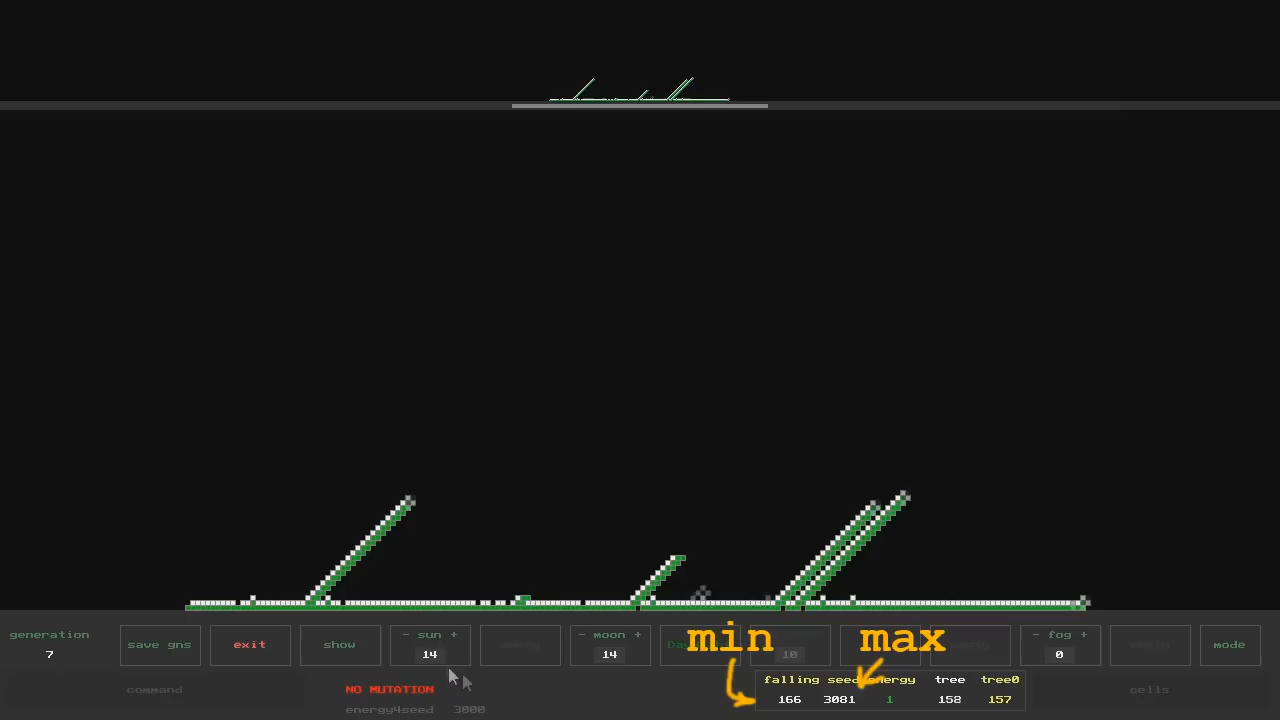 generation
7
save gns
exit
show
- sun +
14
- moon +
14
10
- fog +
0
mode
min
max
command
NO MUTATION
energy4seed 3000
falling seed energy tree tree0
166 3081 1 158 157
cells